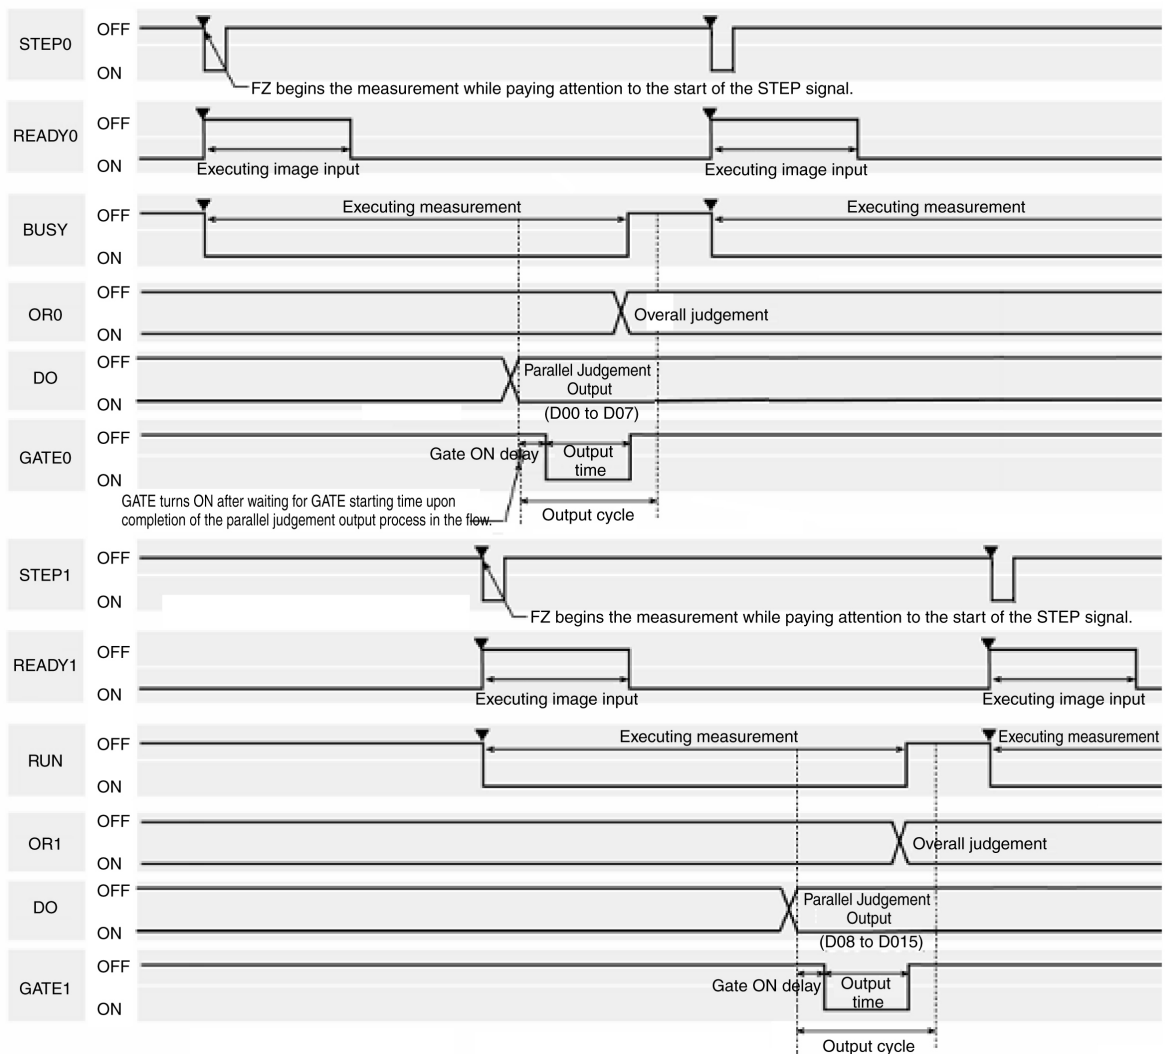 STEP0
OFF
ON
FZ begins the measurement while paying attention to the start of the STEP signal.
READY0
OFF
ON
Executing image input
Executing image input
BUSY
OFF
ON
Executing measurement
Executing measurement
OR0
OFF
ON
Overall judgement
DO
OFF
ON
Parallel Judgement
Output
(D00 to D07)
GATE0
OFF
ON
Gate ON delay
Output
time
GATE turns ON after waiting for GATE starting time upon
completion of the parallel judgement output process in the flow.
Output cycle
STEP1
OFF
ON
FZ begins the measurement while paying attention to the start of the STEP signal.
READY1
OFF
ON
Executing image input
Executing image input
RUN
OFF
ON
Executing measurement
Executing measurement
OR1
OFF
ON
Overall judgement
DO
OFF
ON
Parallel Judgement
Output
(D08 to D015)
GATE1
OFF
ON
Gate ON delay
Output
time
Output cycle